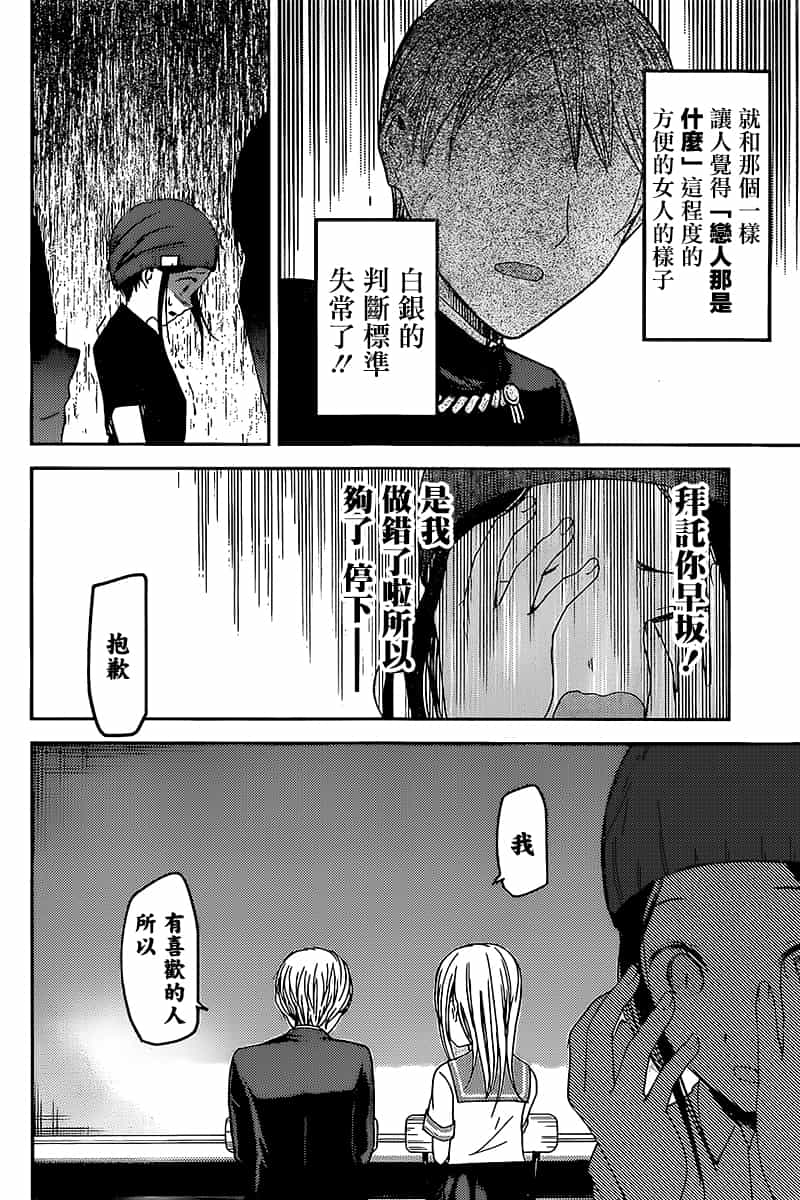 就和那個一樣
讓人覺得「戀人那是
什麼」這程度的
方便的女人的樣子
白銀的
判斷標準
失常了!!
拜託你早坂!
是我
做錯了啦所以
夠了 停下——
抱歉
我
有喜歡的人
所以